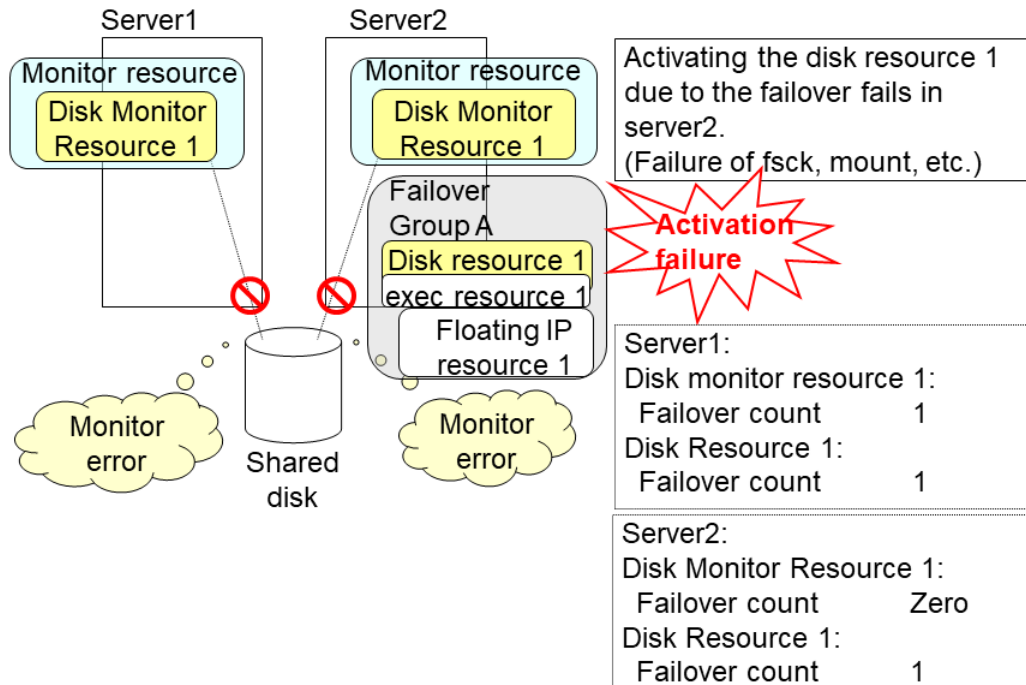 Server1
Server2
Monitor resource
Disk Monitor
Resource 1
Monitor resource
Disk Monitor
Resource 1
Activating the disk resource 1
due to the failover fails in
server2.
(Failure of fsck, mount, etc.)
Failover
Group A
Disk resource 1
exec resource 1
Floating IP
resource 1
Activation
failure
Monitor
error
Shared
disk
Monitor
error
Server1:
Disk monitor resource 1:
Failover count 1
Disk Resource 1:
Failover count 1
Server2:
Disk Monitor Resource 1:
Failover count Zero
Disk Resource 1:
Failover count 1